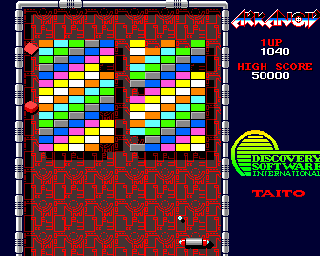 ARKANOID
1UP
1040
HIGH SCORE
50000
DISCOVERY
SOFTWARE
INTERNATIONAL
TAITO